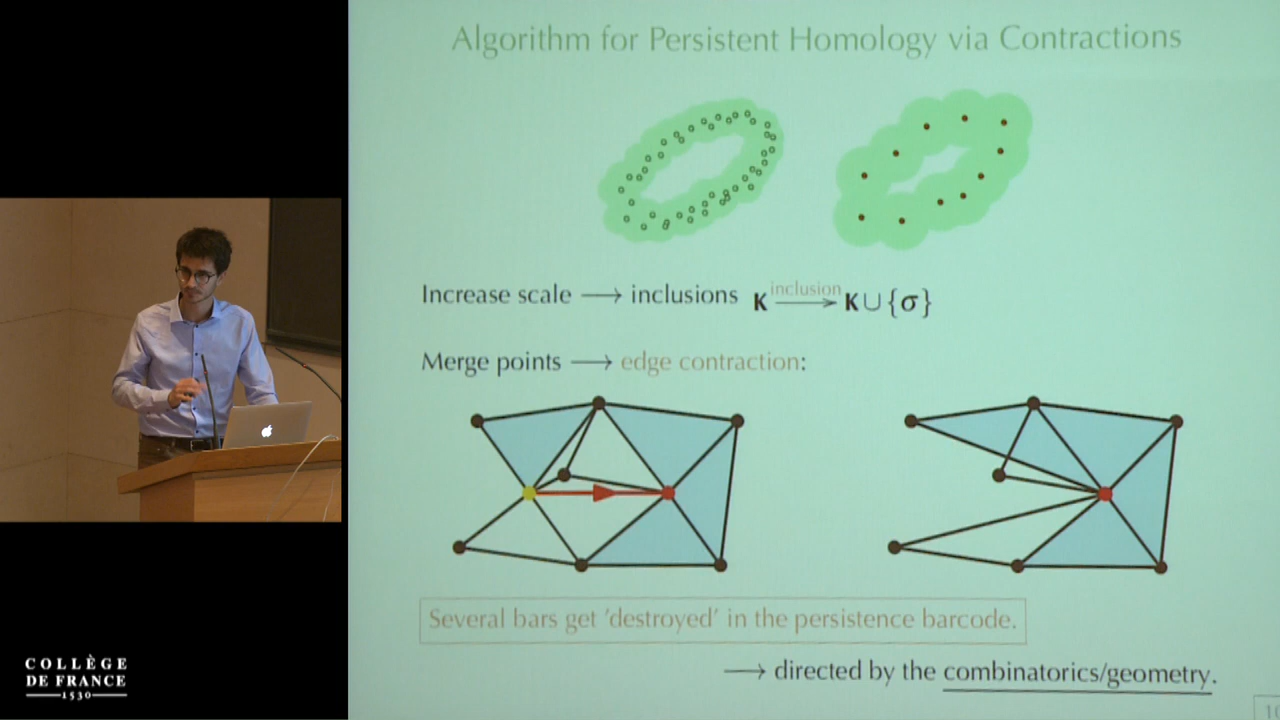 Algorithm for Persistent Homology via Contractions
Increase scale → inclusions K inclusion→ K∪{σ}
Merge points → edge contraction:
Several bars get 'destroyed' in the persistence barcode.
→ directed by the combinatorics/geometry.
COLLÈGE
DE FRANCE
1530